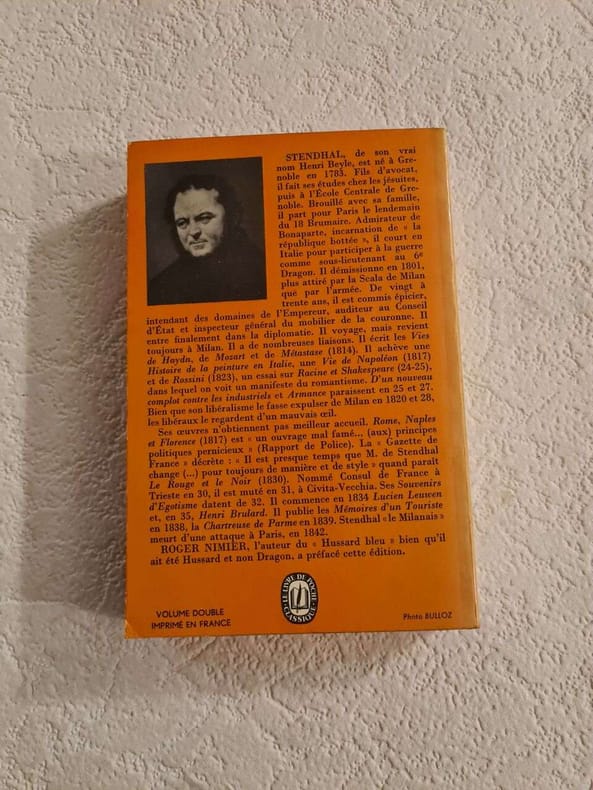 STENDHAL, de son vrai
nom Henri Beyle, est né à Gre-
noble en 1783. Fils d'avocat,
il fait ses études chez les jésuites,
puis à l'École Centrale de Gre-
noble. Brouillé avec sa famille,
il part pour Paris le lendemain
du 18 Brumaire. Admirateur de
Bonaparte, incarnation de « la
république bottée », il court en
Italie pour participer à la guerre
comme sous-lieutenant au 6e
Dragon. Il démissionne en 1801,
plus attiré par la Scala de Milan
que par l'armée. De vingt à
trente ans, il est commis épicier,
intendant des domaines de l'Empereur, auditeur au Conseil
d'État et inspecteur général du mobilier de la couronne. Il
entre finalement dans la diplomatie. Il voyage, mais revient
toujours à Milan. Il a de nombreuses liaisons. Il écrit les Vies
de Haydn, de Mozart et de Métastase (1814). Il achève une
Histoire de la peinture en Italie, une Vie de Napoléon (1817)
et de Rossini (1823), un essai sur Racine et Shakespeare (24-25),
dans lequel on voit un manifeste du romantisme. D'un nouveau
complot contre les industriels et Armance paraissent en 25 et 27.
Bien que son libéralisme le fasse expulser de Milan en 1820 et 28,
les libéraux le regardent d'un mauvais œil.
Ses œuvres n'obtiennent pas meilleur accueil. Rome, Naples
et Florence (1817) est « un ouvrage mal famé... (aux) principes
politiques pernicieux » (Rapport de Police). La « Gazette de
France » décrète : « Il est presque temps que M. de Stendhal
change (...) pour toujours de manière et de style » quand paraît
Le Rouge et le Noir (1830). Nommé Consul de France à
Trieste en 30, il est muté en 31, à Civita-Vecchia. Ses Souvenirs
d'Egotisme datent de 32. Il commence en 1834 Lucien Leuwen
et, en 35, Henri Brulard. Il publie les Mémoires d'un Touriste
en 1838, la Chartreuse de Parme en 1839. Stendhal « le Milanais »
meurt d'une attaque à Paris, en 1842.
ROGER NIMIER, l'auteur du « Hussard bleu » bien qu'il
ait été Hussard et non Dragon, a préfacé cette édition.
VOLUME DOUBLE
IMPRIMÉ EN FRANCE
LE LIVRE DE POCHE
CLASSIQUE
Photo BULLOZ